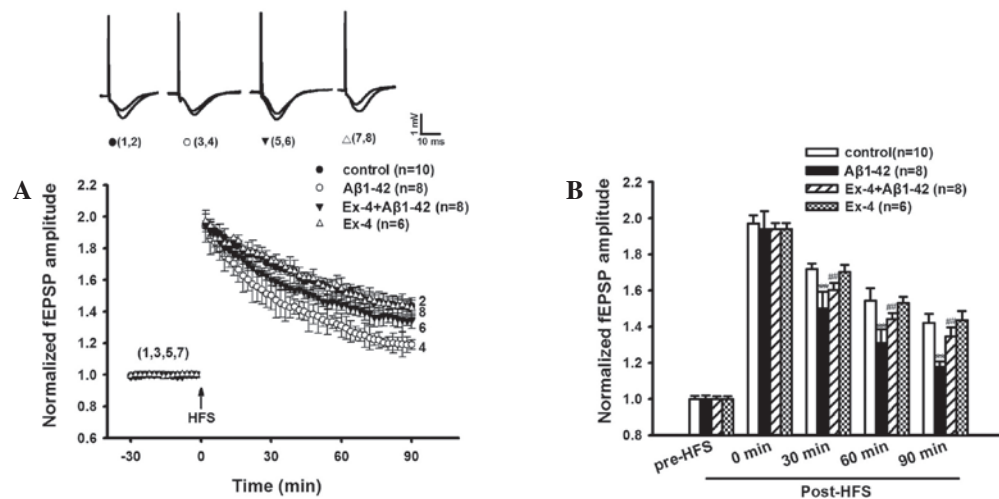 1 mV
10 ms
●(1,2) ○(3,4) ▼(5,6) △(7,8)
A
control (n=10)
Aβ1-42 (n=8)
Ex-4+Aβ1-42 (n=8)
Ex-4 (n=6)
Normalized fEPSP amplitude
2.2
2.0
1.8
1.6
1.4
1.2
1.0
0.8
0.6
(1,3,5,7)
HFS
2
8
6
4
-30 0 30 60 90
Time (min)
B
control(n=10)
Aβ1-42 (n=8)
Ex-4+Aβ1-42 (n=8)
Ex-4 (n=6)
Normalized fEPSP amplitude
2.2
2.0
1.8
1.6
1.4
1.2
1.0
0.8
##
##
##
pre-HFS 0 min 30 min 60 min 90 min
Post-HFS